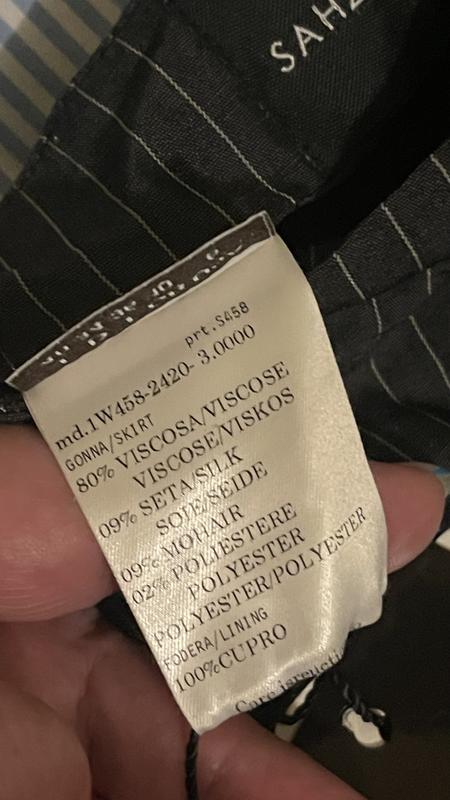 SAHZ
prt.S458
md.1W458-2420- 3.0000
GONNA/SKIRT
80% VISCOSA/VISCOSE
VISCOSE/VISKOS
09% SETA/SILK
SOIE/SEIDE
09% MOHAIR
02% POLIESTERE
POLYESTER
POLYESTER/POLYESTER
FODERA/LINING
100%CUPRO